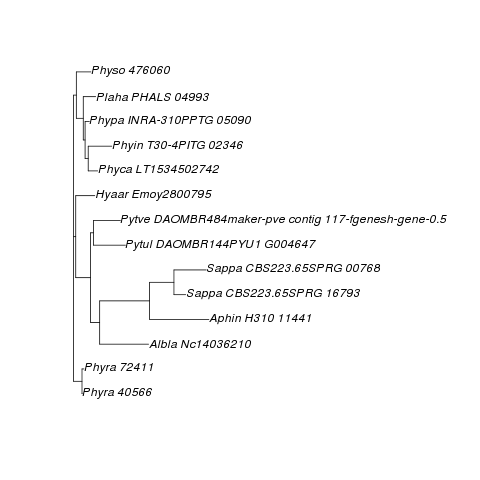 Physo 476060
Plaha PHALS 04993
Phypa INRA-310PPTG 05090
Phyin T30-4PITG 02346
Phyca LT1534502742
Hyaar Emoy2800795
Pytve DAOMBR484maker-pve contig 117-fgenesh-gene-0.5
Pytul DAOMBR144PYU1 G004647
Sappa CBS223.65SPRG 00768
Sappa CBS223.65SPRG 16793
Aphin H310 11441
Albla Nc14036210
Phyra 72411
Phyra 40566